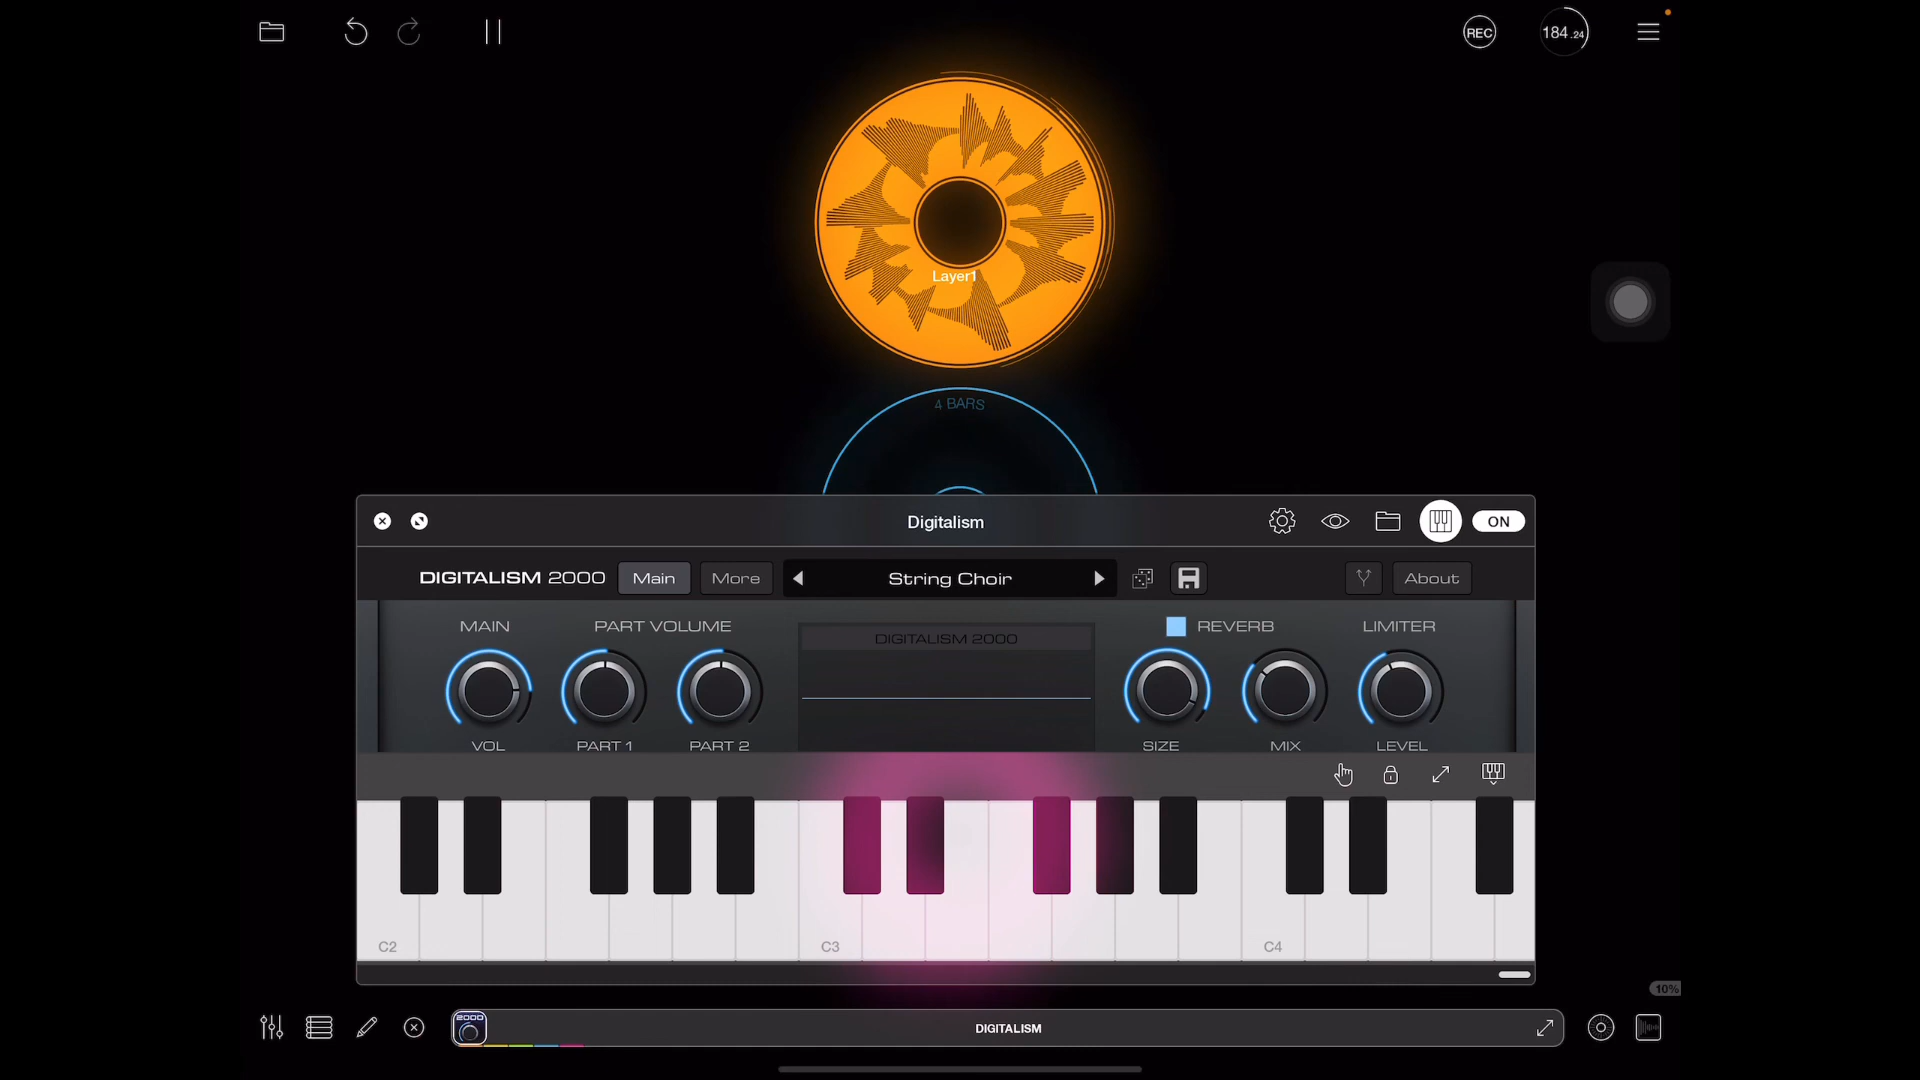 REC
184.24
Layer1
4 BARS
Digitalism
ON
DIGITALISM 2000
Main
More
String Choir
About
MAIN
PART VOLUME
DIGITALISM 2000
REVERB
LIMITER
VOL
PART 1
PART 2
SIZE
MIX
LEVEL
C2
C3
C4
10%
2000
DIGITALISM